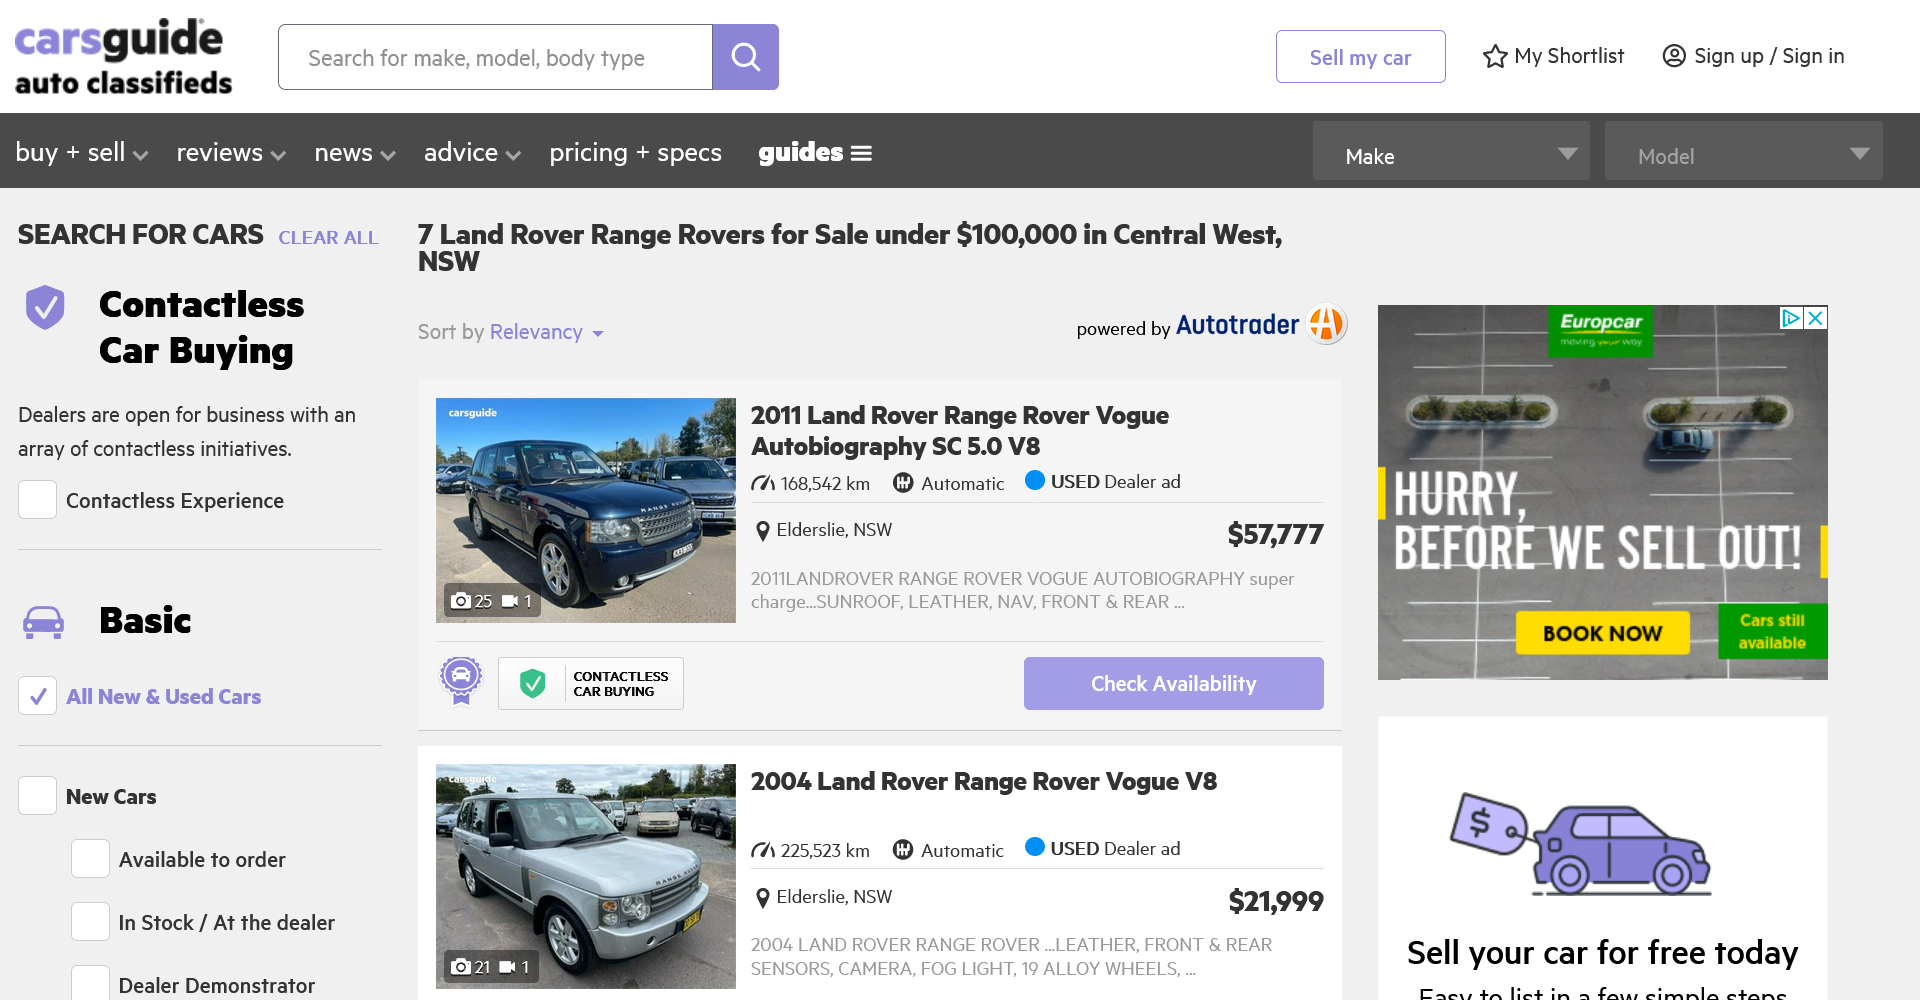 carsguide
auto classifieds
Search for make, model, body type
Sell my car
My Shortlist
Sign up / Sign in
buy + sell
reviews
news
advice
pricing + specs
guides
Make
Model
SEARCH FOR CARS
CLEAR ALL
Contactless
Car Buying
Dealers are open for business with an
array of contactless initiatives.
Contactless Experience
Basic
All New & Used Cars
New Cars
Available to order
In Stock / At the dealer
Dealer Demonstrator
7 Land Rover Range Rovers for Sale under $100,000 in Central West,
NSW
Sort by Relevancy
powered by Autotrader
carsguide
RANGE ROVER
25
1
2011 Land Rover Range Rover Vogue
Autobiography SC 5.0 V8
168,542 km
Automatic
USED Dealer ad
Elderslie, NSW
$57,777
2011LANDROVER RANGE ROVER VOGUE AUTOBIOGRAPHY super
charge...SUNROOF, LEATHER, NAV, FRONT & REAR ...
CONTACTLESS
CAR BUYING
Check Availability
carsguide
RANGE ROVER
21
1
2004 Land Rover Range Rover Vogue V8
225,523 km
Automatic
USED Dealer ad
Elderslie, NSW
$21,999
2004 LAND ROVER RANGE ROVER ...LEATHER, FRONT & REAR
SENSORS, CAMERA, FOG LIGHT, 19 ALLOY WHEELS, ...
Europcar
moving your way
HURRY,
BEFORE WE SELL OUT!
BOOK NOW
Cars still
available
$
Sell your car for free today
Easy to list in a few simple steps